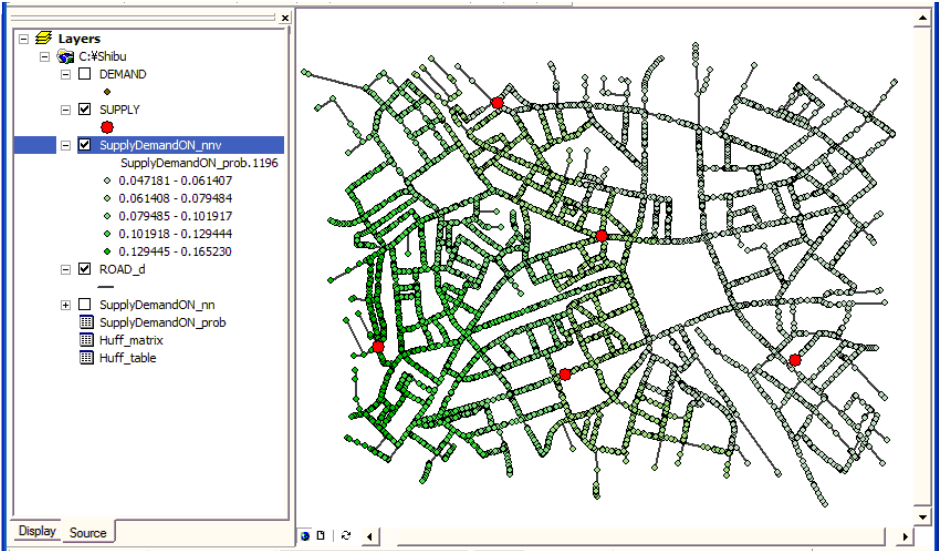 Layers
C:¥Shibu
DEMAND
SUPPLY
SupplyDemandON_nnv
SupplyDemandON_prob.1196
0.047181 - 0.061407
0.061408 - 0.079484
0.079485 - 0.101917
0.101918 - 0.129444
0.129445 - 0.165230
ROAD_d
SupplyDemandON_nn
SupplyDemandON_prob
Huff_matrix
Huff_table
Display
Source